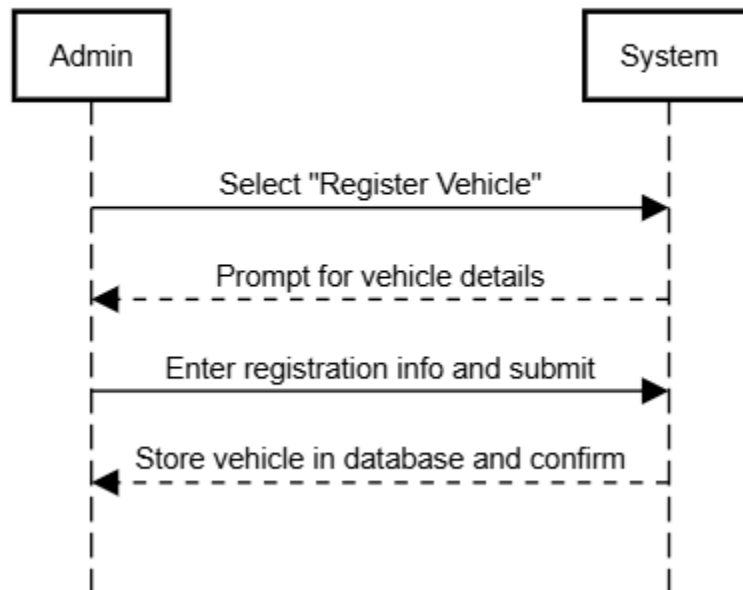 Admin
System
Select "Register Vehicle"
Prompt for vehicle details
Enter registration info and submit
Store vehicle in database and confirm